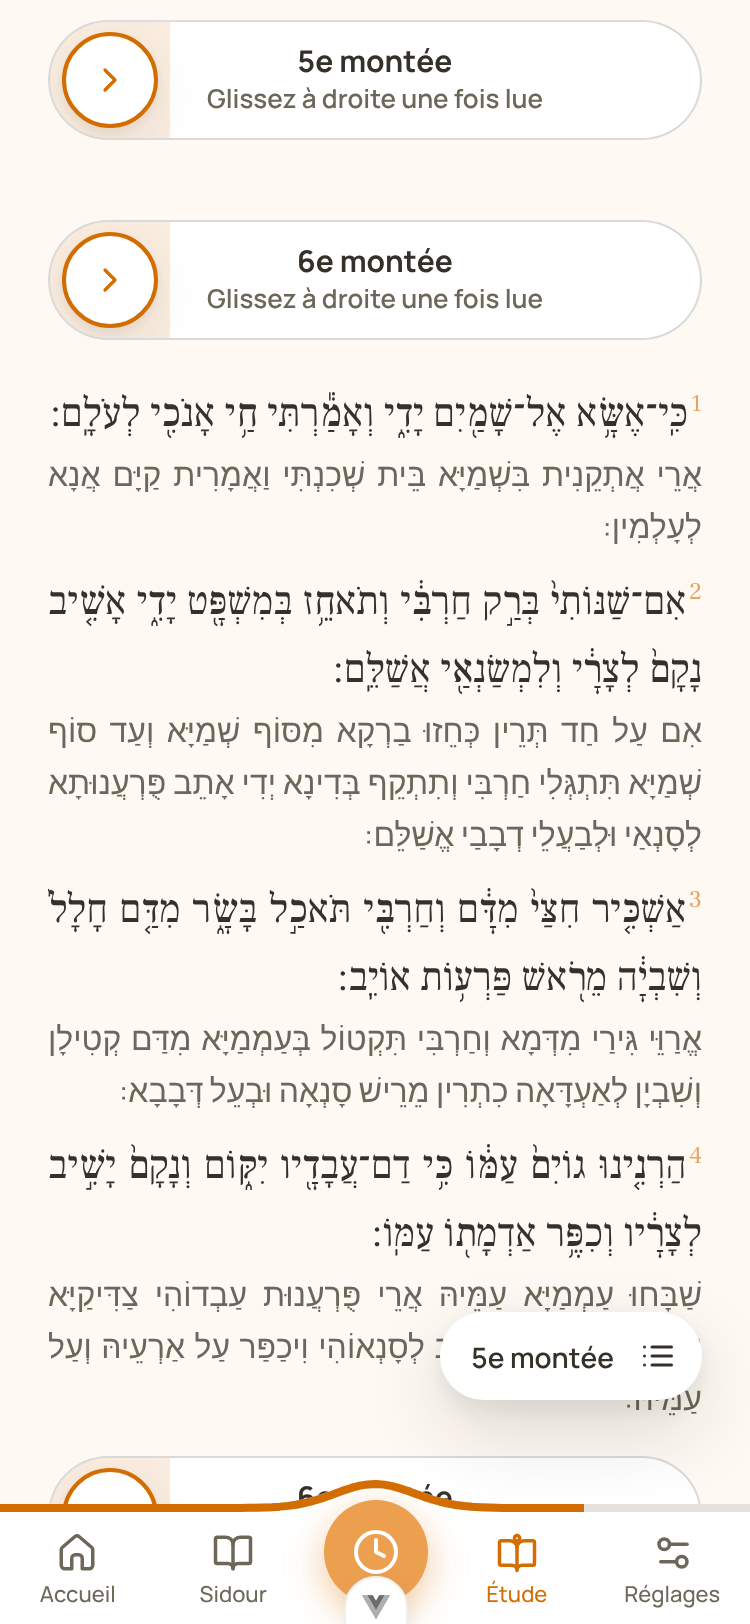 5e montée
Glissez à droite une fois lue
6e montée
Glissez à droite une fois lue
1 כִּֽי־אֶשָּׂ֥א אֶל־שָׁמַ֖יִם יָדִ֑י וְאָמַ֕רְתִּי חַ֥י אָנֹכִ֖י לְעֹלָֽם׃
אֲרֵי אֲתְקֵנִית בִּשְׁמַיָּא בֵּית שְׁכִנְתִּי וַאֲמָרִית קַיָּם אֲנָא
לְעָלְמִין׃
2 אִם־שַׁנּוֹתִי֙ בְּרַ֣ק חַרְבִּ֔י וְתֹאחֵ֥ז בְּמִשְׁפָּ֖ט יָדִ֑י אָשִׁ֤יב
נָקָם֙ לְצָרָ֔י וְלִמְשַׂנְאַ֖י אֲשַׁלֵּֽם׃
אִם עַל חַד תְּרֵין כְּחֵזוּ בַרְקָא מִסּוֹף שְׁמַיָּא וְעַד סוֹף
שְׁמַיָּא תִּתְגְּלִי חַרְבִּי וְתִתְקֵף בְּדִינָא יְדִי אָתֵב פֻּרְעֲנוּתָא
לְסָנְאַי וּלְבַעֲלֵי דְבָבַי אֱשַׁלֵּם׃
3 אַשְׁכִּ֤יר חִצַּי֙ מִדָּ֔ם וְחַרְבִּ֖י תֹּאכַ֣ל בָּשָׂ֑ר מִדַּ֤ם חָלָל֙
וְשִׁבְיָ֔ה מֵרֹ֖אשׁ פַּרְע֥וֹת אוֹיֵֽב׃
אֱרַוֵּי גִּירַי מִדְּמָא וְחַרְבִּי תִּקְטוֹל בְּעַמְמַיָּא מִדַּם קְטִילָן
וְשִׁבְיָן לְאַעְדָּאָה כִתְרִין מֵרֵישׁ סָנְאָה וּבְעֵל דְּבָבָא׃
4 הַרְנִ֤ינוּ גוֹיִם֙ עַמּ֔וֹ כִּ֥י דַם־עֲבָדָ֖יו יִקּ֑וֹם וְנָקָם֙ יָשִׁ֣יב
לְצָרָ֔יו וְכִפֶּ֥ר אַדְמָת֖וֹ עַמּֽוֹ׃
שַׁבָּחוּ עַמְמַיָּא עַמֵּיהּ אֲרֵי פֻּרְעֲנוּת עַבְדוֹהִי צַדִּיקַיָּא
לְסָנְאוֹהִי וִיכַפַּר עַל אַרְעֵיהּ וְעַל
עַמֵּיהּ׃
5e montée
Accueil
Sidour
Étude
Réglages